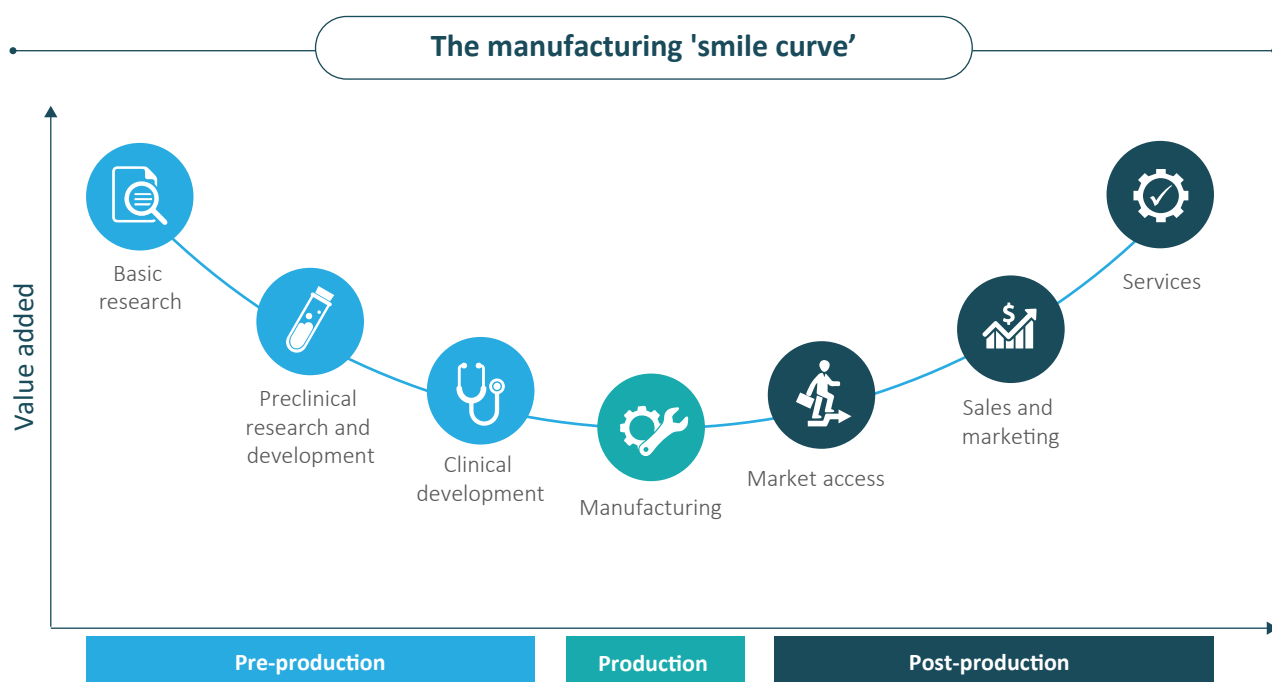 The manufacturing 'smile curve’
Value added
Basic
research
Preclinical
research and
development
Clinical
development
Manufacturing
Market access
$
Sales and
marketing
Services
Pre-production
Production
Post-production